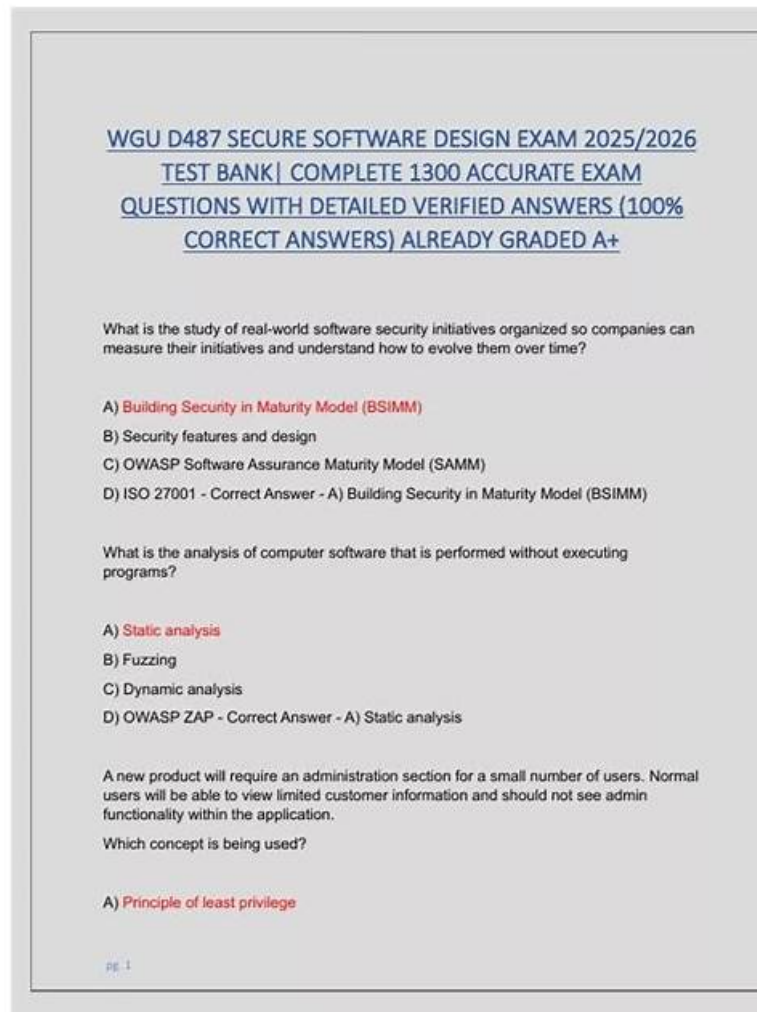 WGU D487 SECURE SOFTWARE DESIGN EXAM 2025/2026
TEST BANK| COMPLETE 1300 ACCURATE EXAM
QUESTIONS WITH DETAILED VERIFIED ANSWERS (100%
CORRECT ANSWERS) ALREADY GRADED A+
What is the study of real-world software security initiatives organized so companies can
measure their initiatives and understand how to evolve them over time?
A) Building Security in Maturity Model (BSIMM)
B) Security features and design
C) OWASP Software Assurance Maturity Model (SAMM)
D) ISO 27001 - Correct Answer - A) Building Security in Maturity Model (BSIMM)
What is the analysis of computer software that is performed without executing
programs?
A) Static analysis
B) Fuzzing
C) Dynamic analysis
D) OWASP ZAP - Correct Answer - A) Static analysis
A new product will require an administration section for a small number of users. Normal
users will be able to view limited customer information and should not see admin
functionality within the application.
Which concept is being used?
A) Principle of least privilege
pg. 1